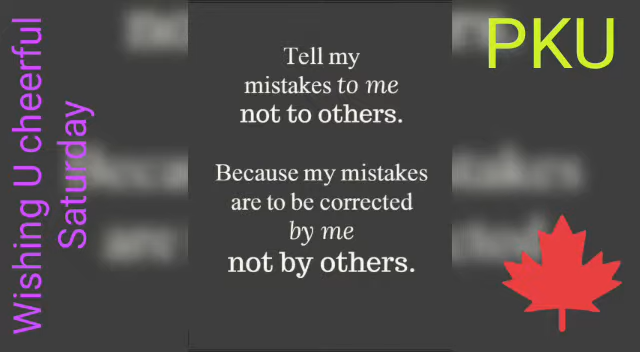 Wishing U cheerful
Saturday
Tell my
mistakes to me
not to others.
Because my mistakes
are to be corrected
by me
not by others.
PKU